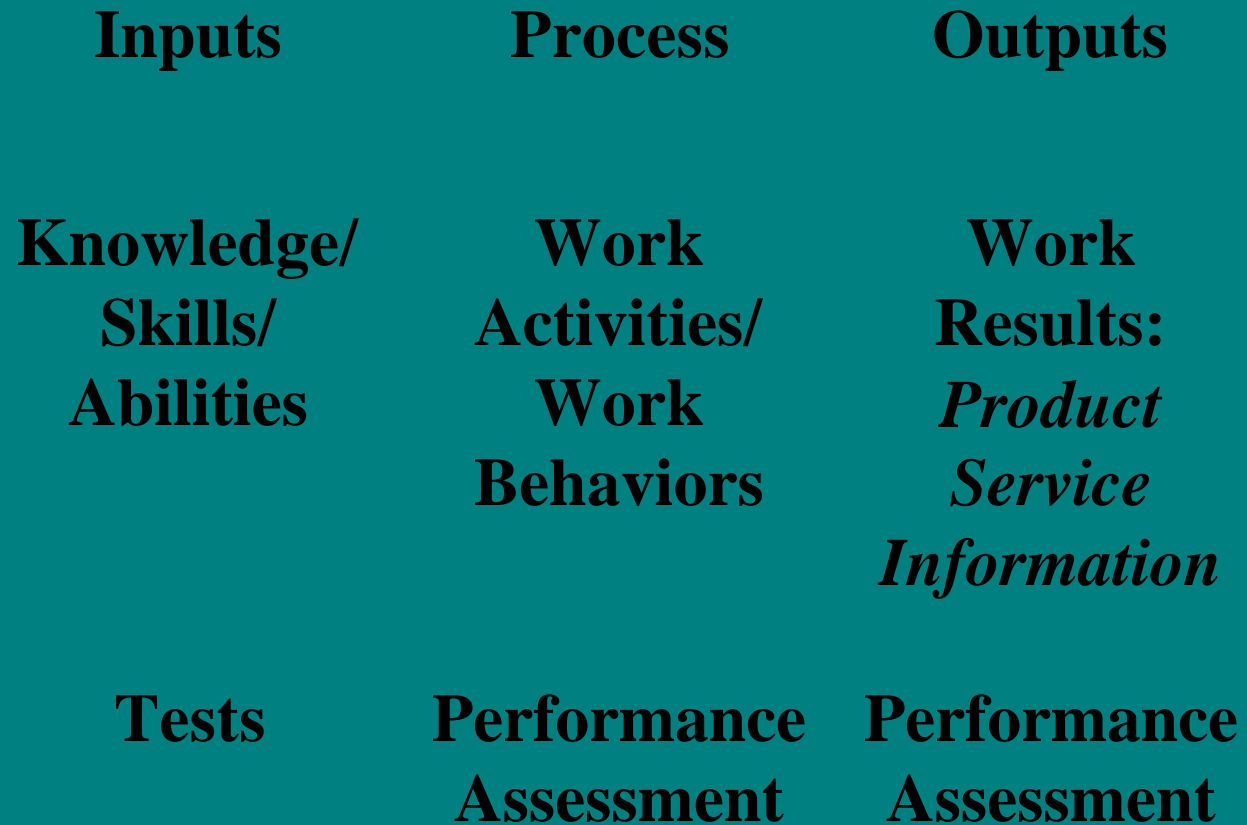 Inputs Process Outputs
Knowledge/ Work Work
Skills/ Activities/ Results:
Abilities Work Product
Behaviors Service
Information
Tests Performance Performance
Assessment Assessment